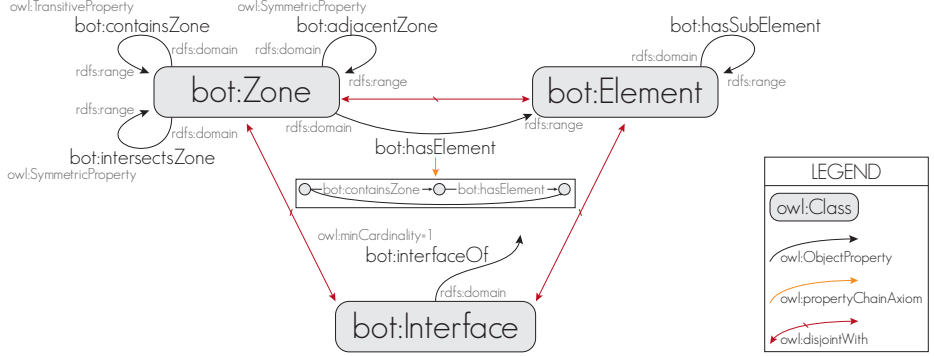 owl:TransitiveProperty
owl:SymmetricProperty
bot:containsZone
bot:adjacentZone
bot:hasSubElement
rdfs:domain
rdfs:domain
rdfs:domain
rdfs:range
rdfs:range
rdfs:range
bot:Zone
bot:Element
rdfs:range
rdfs:domain
rdfs:domain
rdfs:range
bot:intersectsZone
bot:hasElement
owl:SymmetricProperty
bot:containsZone
bot:hasElement
owl:minCardinality=1
bot:interfaceOf
rdfs:domain
bot:Interface
LEGEND
owl:Class
owl:ObjectProperty
owl:propertyChainAxiom
owl:disjointWith